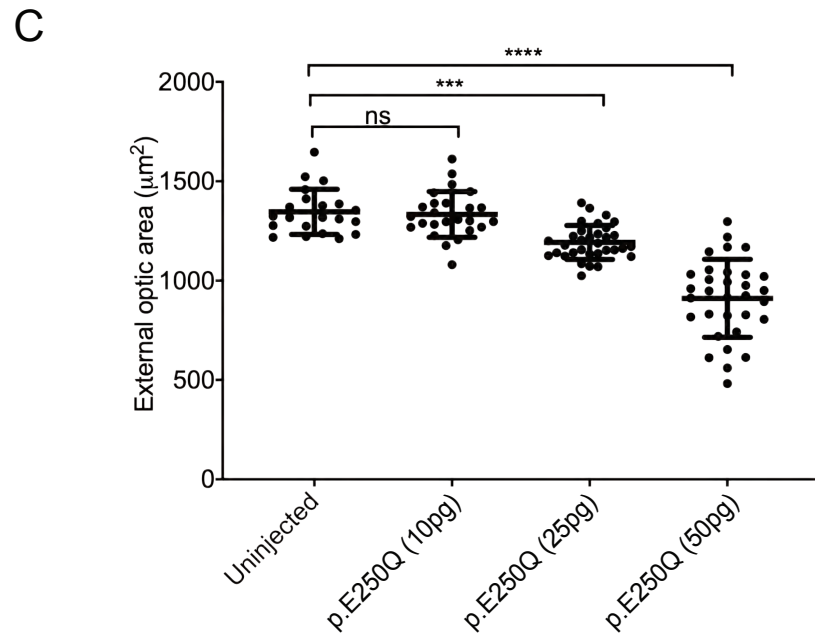 C
****
***
ns
External optic area (μm²)
2000
1500
1000
500
0
Uninjected
p.E250Q (10pg)
p.E250Q (25pg)
p.E250Q (50pg)